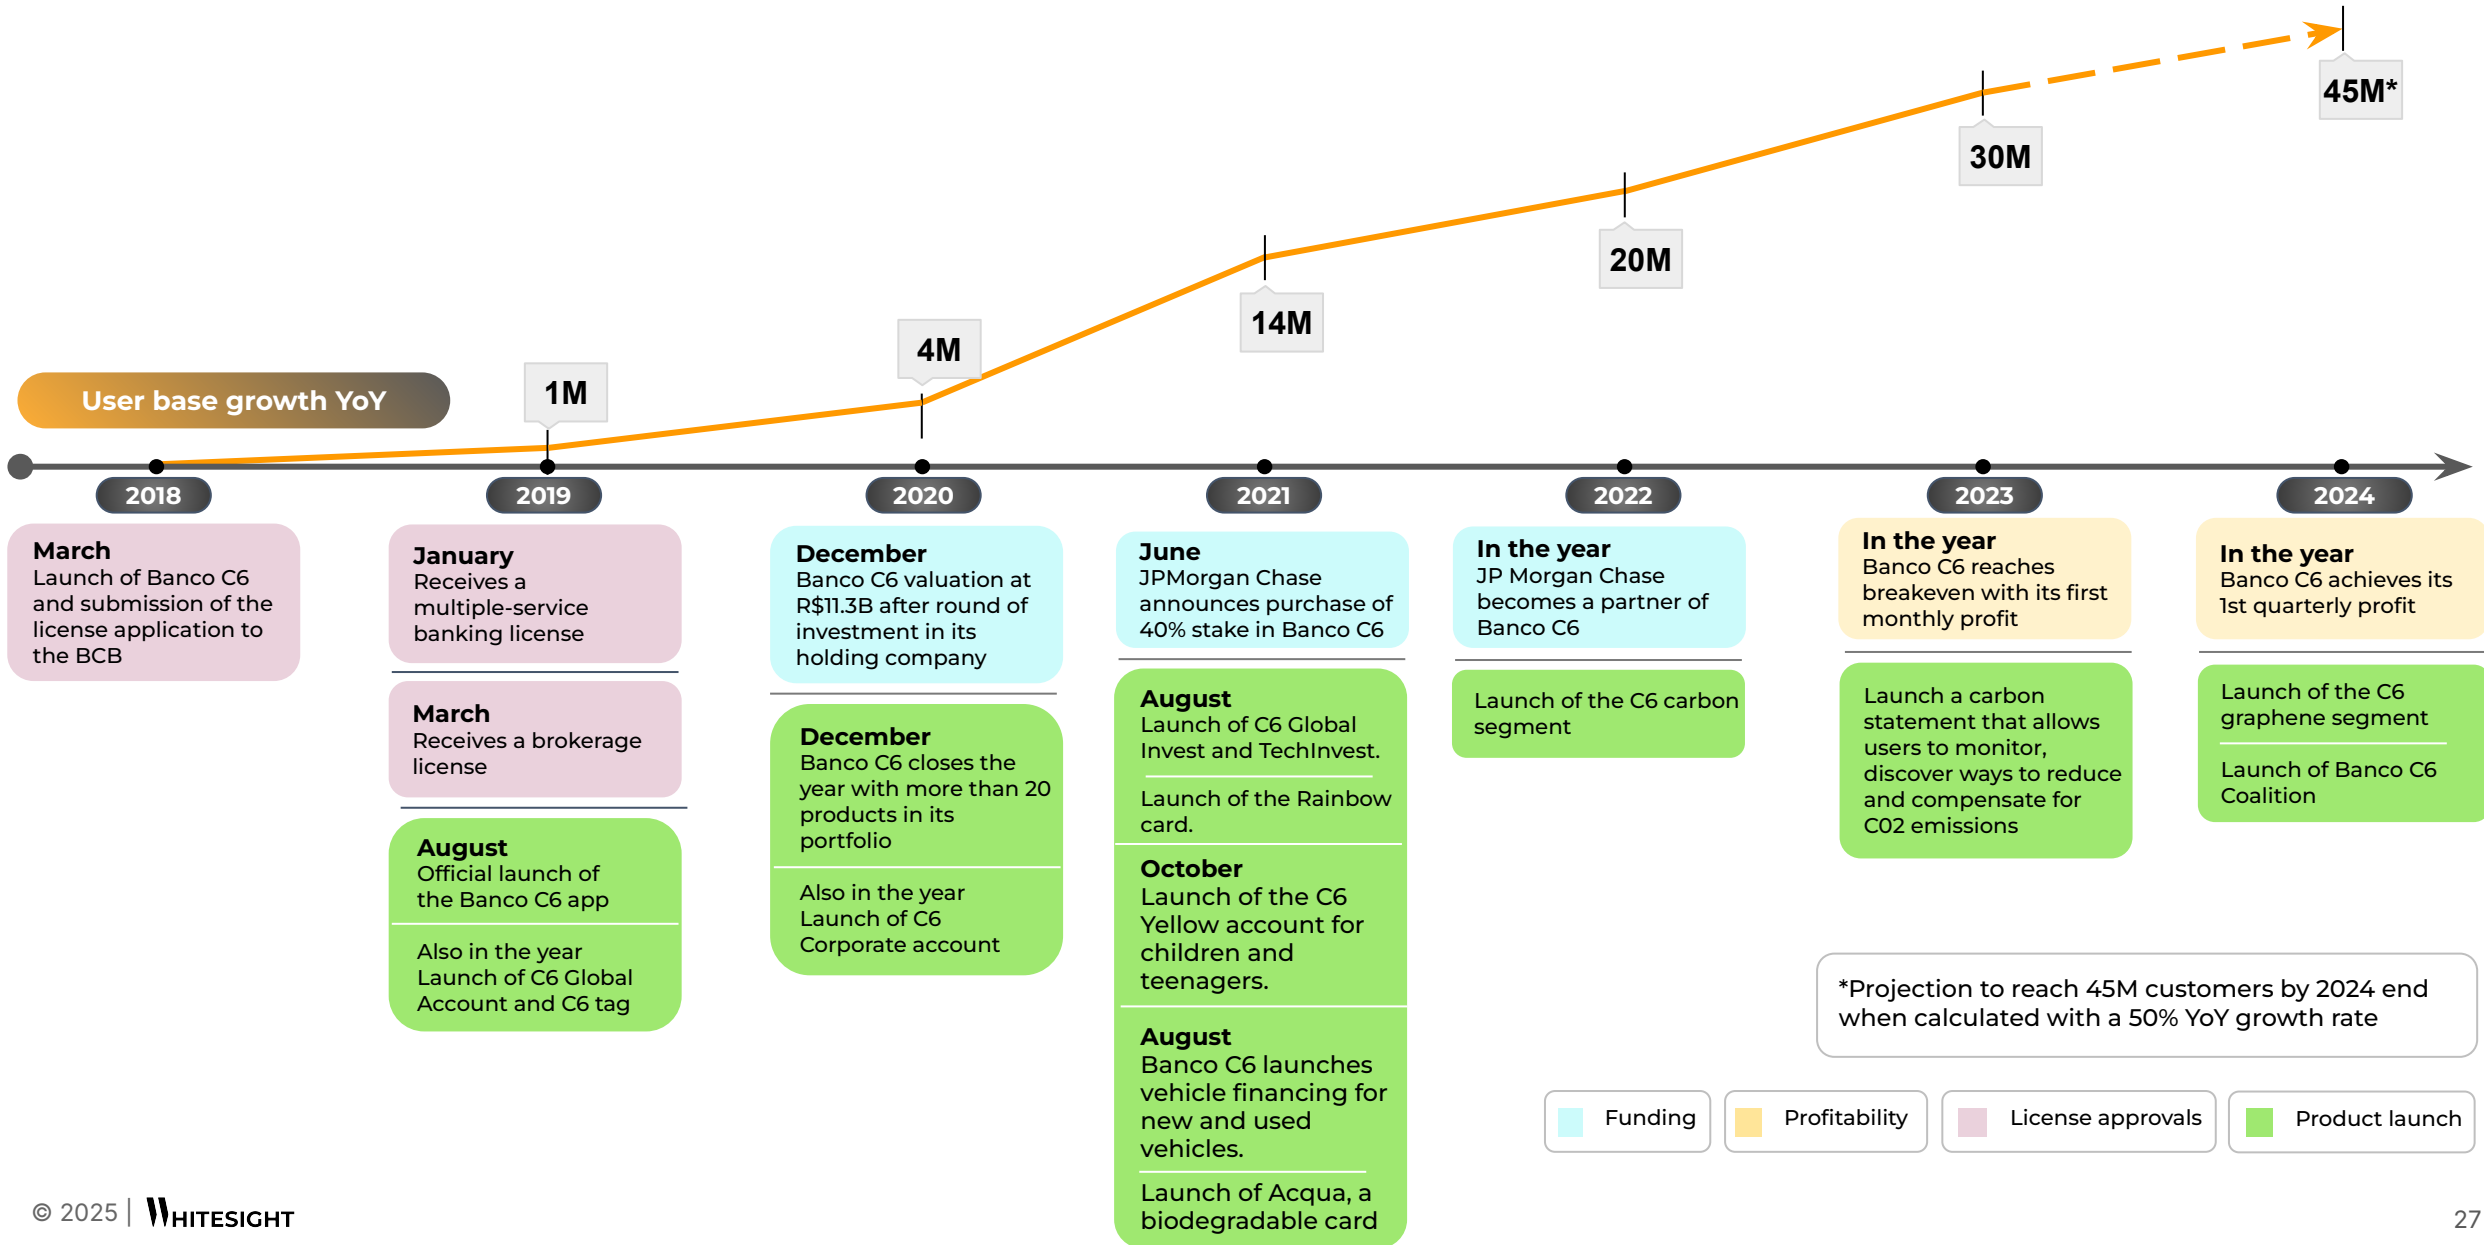 45M*
30M
20M
14M
4M
1M
User base growth YoY
2018
2019
2020
2021
2022
2023
2024
March
Launch of Banco C6
and submission of the
license application to
the BCB
January
Receives a
multiple-service
banking license
March
Receives a brokerage
license
August
Official launch of
the Banco C6 app
Also in the year
Launch of C6 Global
Account and C6 tag
December
Banco C6 valuation at
R$11.3B after round of
investment in its
holding company
December
Banco C6 closes the
year with more than 20
products in its
portfolio
Also in the year
Launch of C6
Corporate account
June
JPMorgan Chase
announces purchase of
40% stake in Banco C6
August
Launch of C6 Global
Invest and TechInvest.
Launch of the Rainbow
card.
October
Launch of the C6
Yellow account for
children and
teenagers.
August
Banco C6 launches
vehicle financing for
new and used
vehicles.
Launch of Acqua, a
biodegradable card
In the year
JP Morgan Chase
becomes a partner of
Banco C6
Launch of the C6 carbon
segment
In the year
Banco C6 reaches
breakeven with its first
monthly profit
Launch a carbon
statement that allows
users to monitor,
discover ways to reduce
and compensate for
C02 emissions
In the year
Banco C6 achieves its
1st quarterly profit
Launch of the C6
graphene segment
Launch of Banco C6
Coalition
*Projection to reach 45M customers by 2024 end
when calculated with a 50% YoY growth rate
Funding
Profitability
License approvals
Product launch
© 2025 | WHITESIGHT
27